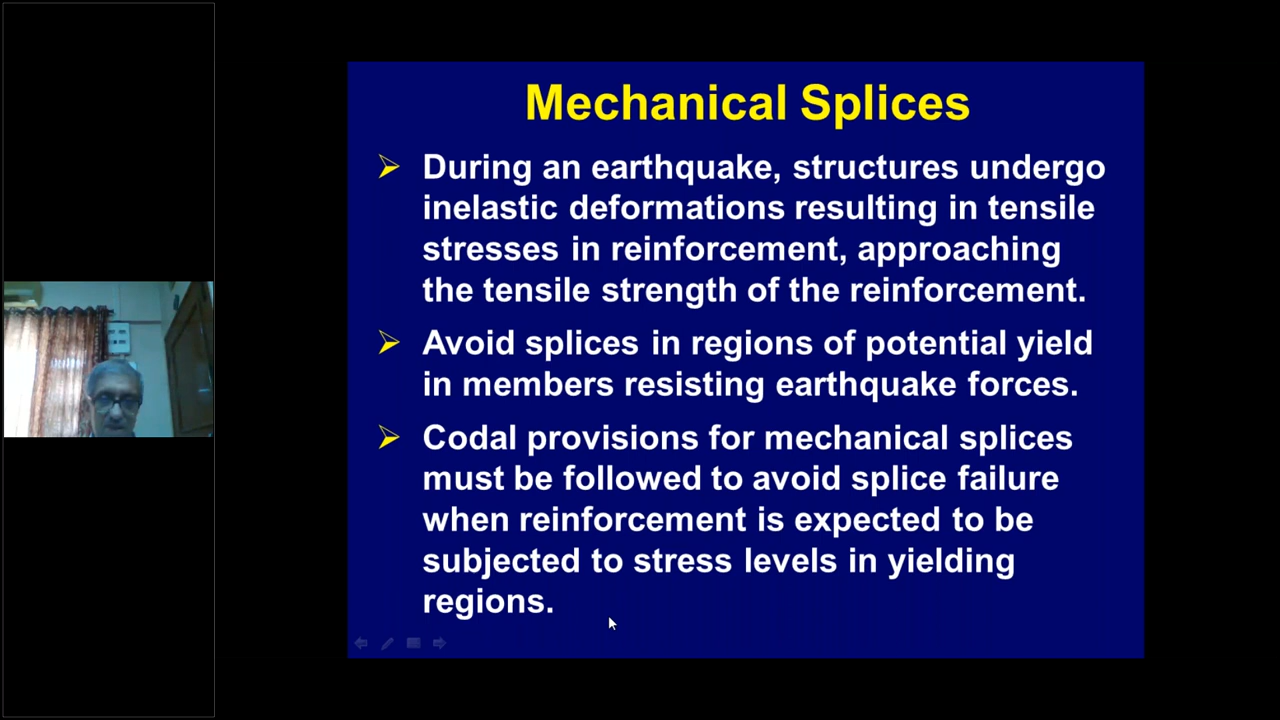 Mechanical Splices
During an earthquake, structures undergo
inelastic deformations resulting in tensile
stresses in reinforcement, approaching
the tensile strength of the reinforcement.
Avoid splices in regions of potential yield
in members resisting earthquake forces.
Codal provisions for mechanical splices
must be followed to avoid splice failure
when reinforcement is expected to be
subjected to stress levels in yielding
regions.